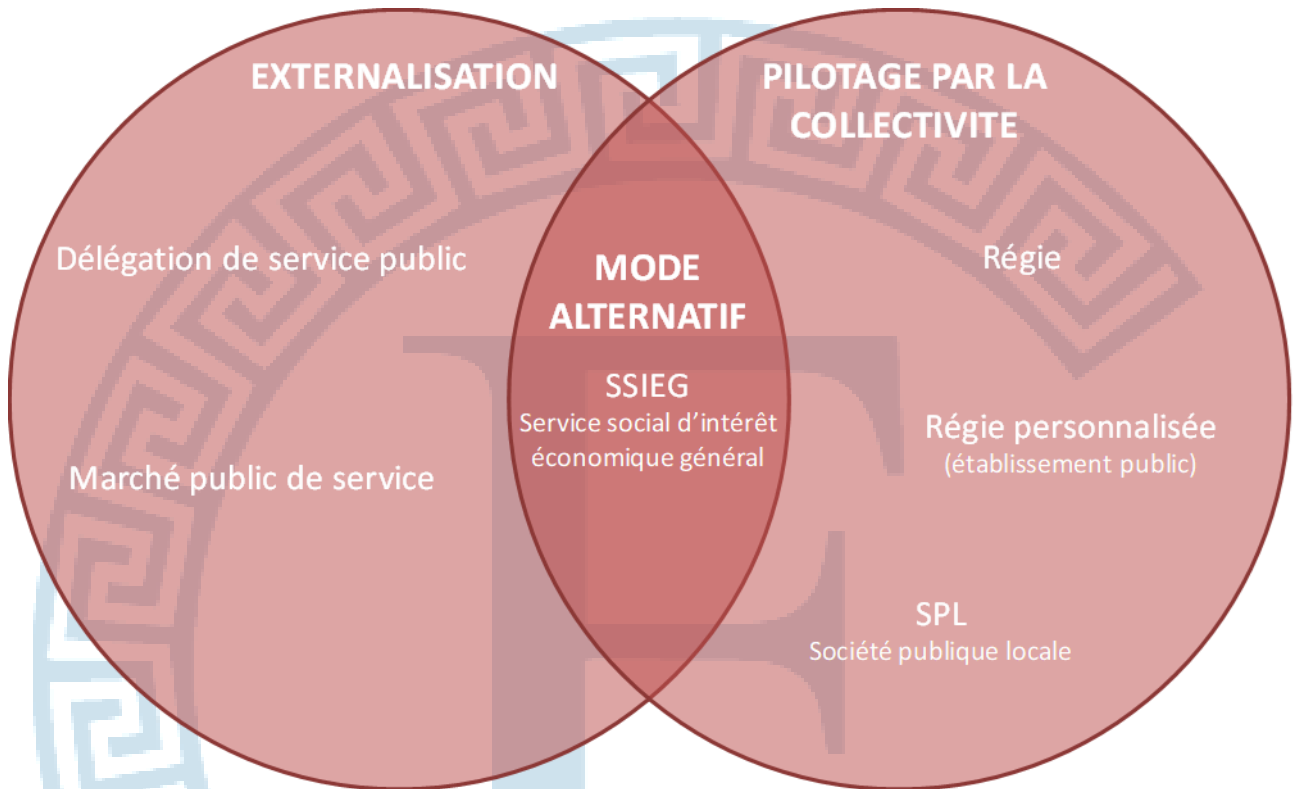 EXTERNALISATION
Délégation de service public
Marché public de service
MODE
ALTERNATIF
SSIEG
Service social d’intérêt
économique général
PILOTAGE PAR LA
COLLECTIVITE
Régie
Régie personnalisée
(établissement public)
SPL
Société publique locale